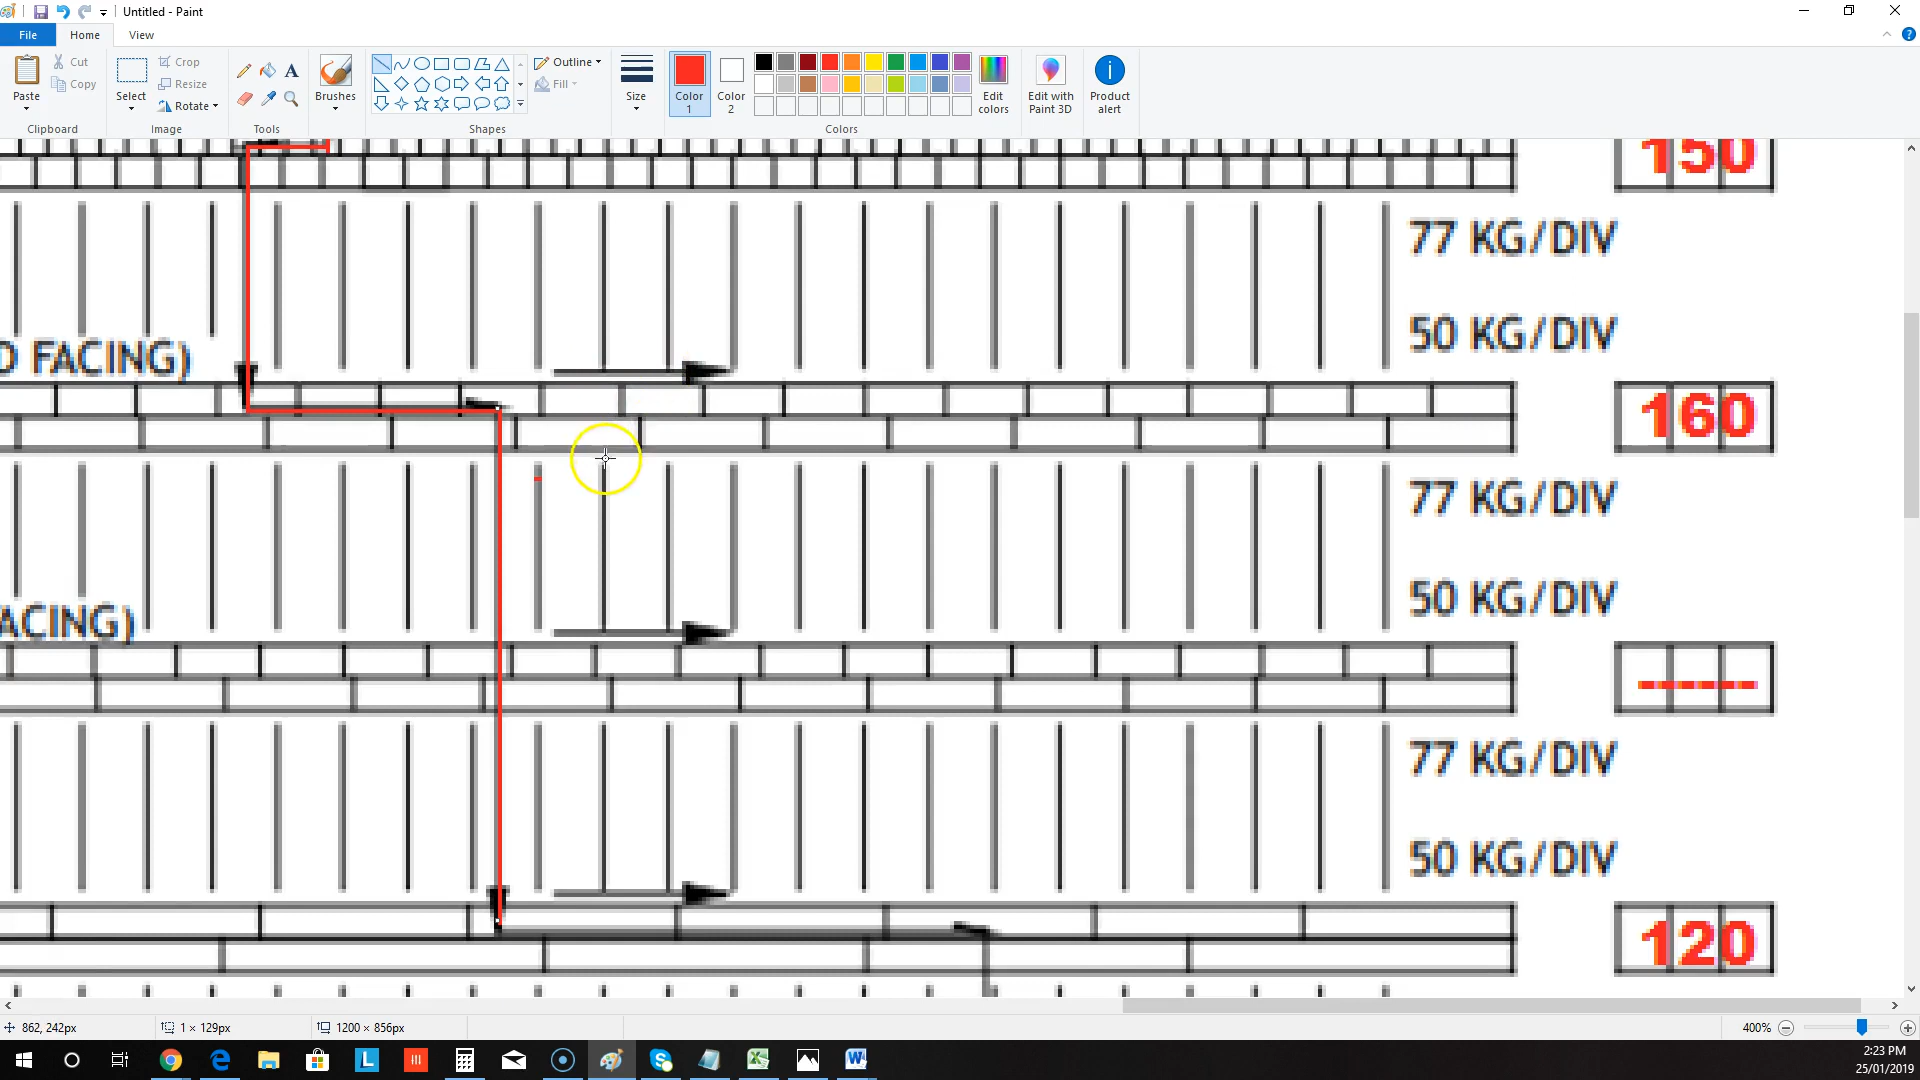 Untitled - Paint
File
Home
View
Paste
Cut
Copy
Clipboard
Select
Crop
Resize
Rotate
Image
A
Tools
Brushes
Outline
Fill
Shapes
Size
Color
1
Color
2
Edit
colors
Colors
Edit with
Paint 3D
Product
alert
150
77 KG/DIV
50 KG/DIV
FACING)
160
77 KG/DIV
50 KG/DIV
ACING)
------
77 KG/DIV
50 KG/DIV
120
862, 242px
1 × 129px
1200 × 856px
400%
2:23 PM
25/01/2019